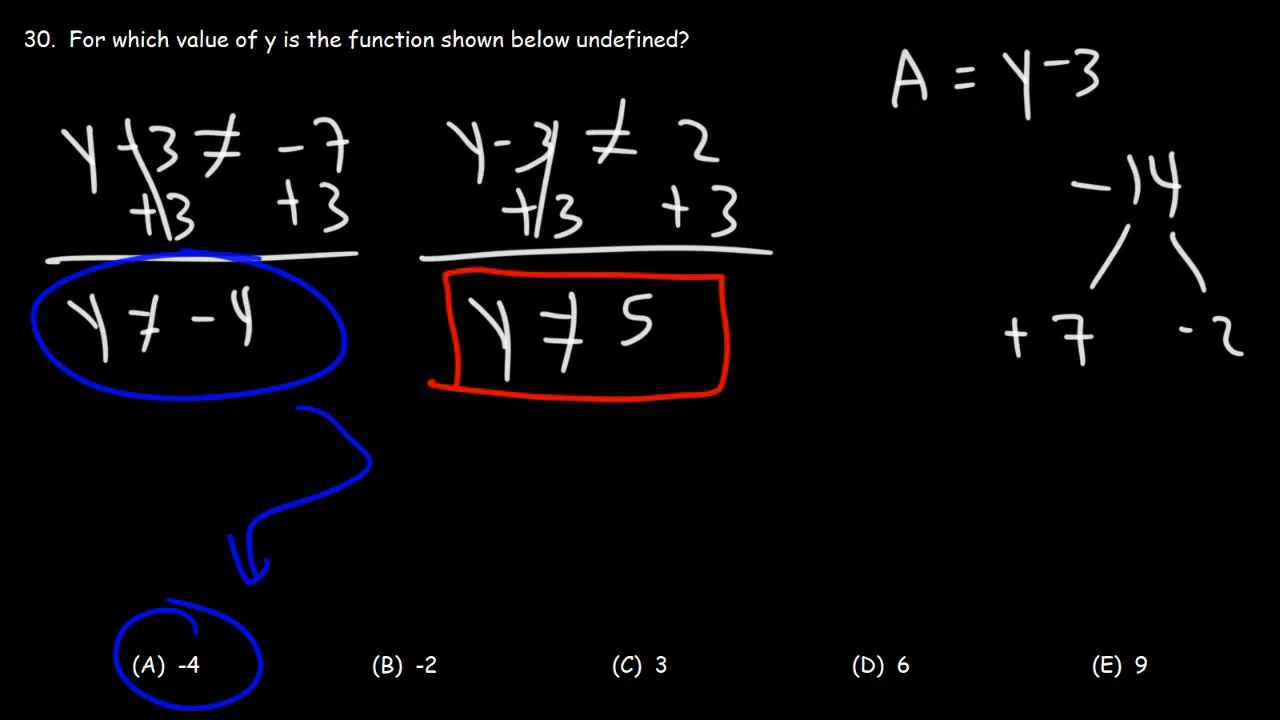 30. For which value of y is the function shown below undefined?
A = y - 3
y - 3 ≠ -7
+3 +3
y ≠ -4
y - 3 ≠ 2
+3 +3
y ≠ 5
-14
+7 -2
(A) -4 (B) -2 (C) 3 (D) 6 (E) 9